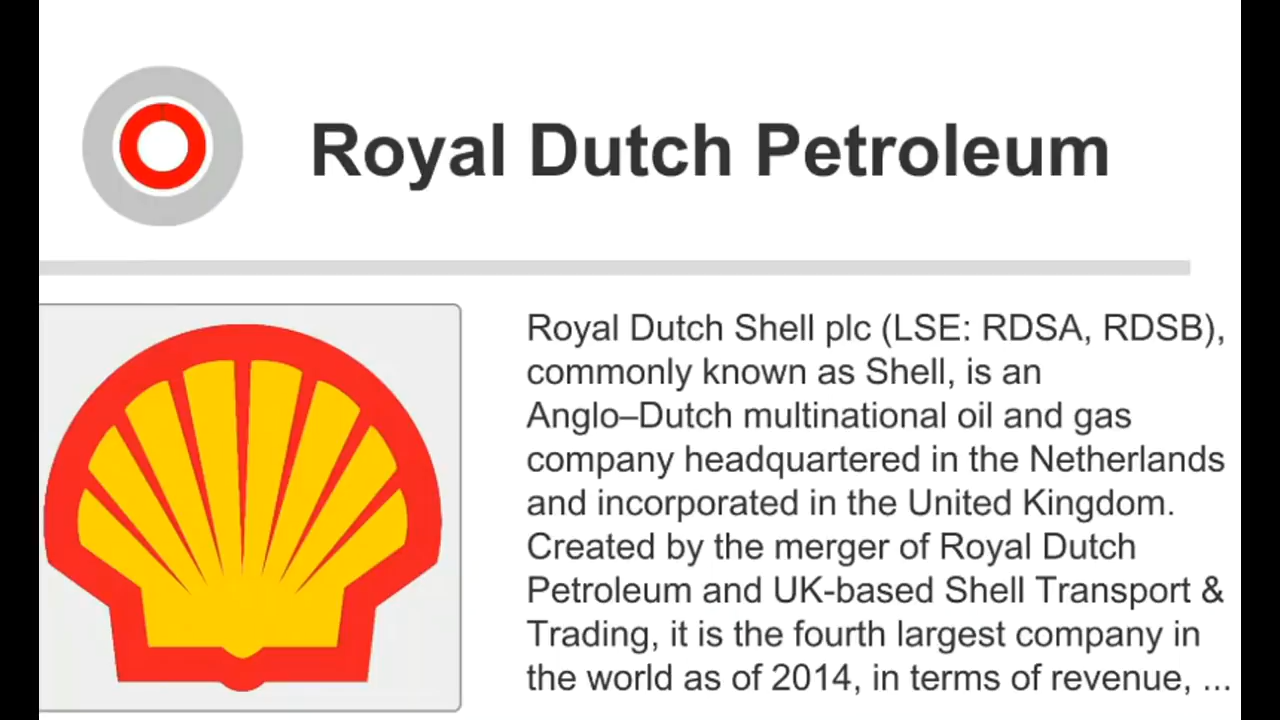 Royal Dutch Petroleum
Royal Dutch Shell plc (LSE: RDSA, RDSB),
commonly known as Shell, is an
Anglo–Dutch multinational oil and gas
company headquartered in the Netherlands
and incorporated in the United Kingdom.
Created by the merger of Royal Dutch
Petroleum and UK-based Shell Transport &
Trading, it is the fourth largest company in
the world as of 2014, in terms of revenue, ...